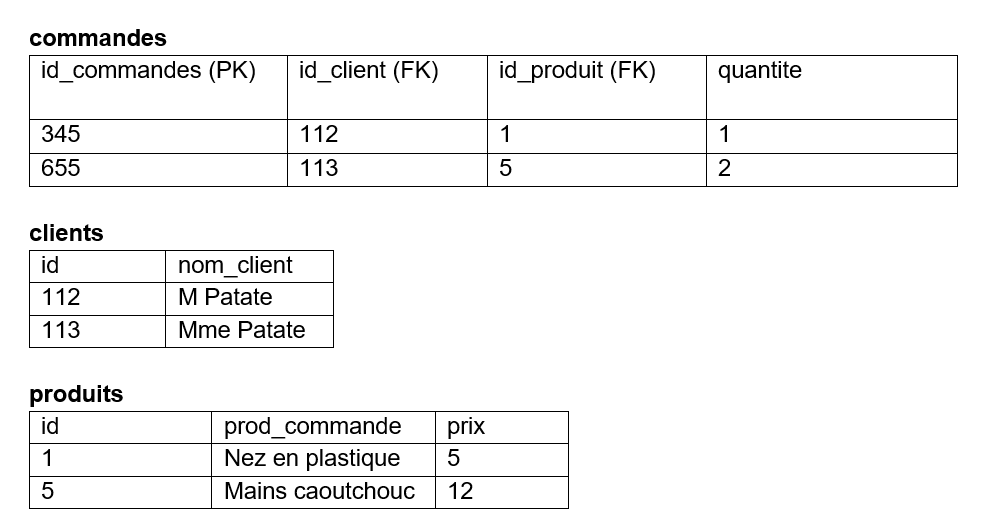 commandes
id_commandes (PK) id_client (FK) id_produit (FK) quantite
345 112 1 1
655 113 5 2
clients
id nom_client
112 M Patate
113 Mme Patate
produits
id prod_commande prix
1 Nez en plastique 5
5 Mains caoutchouc 12